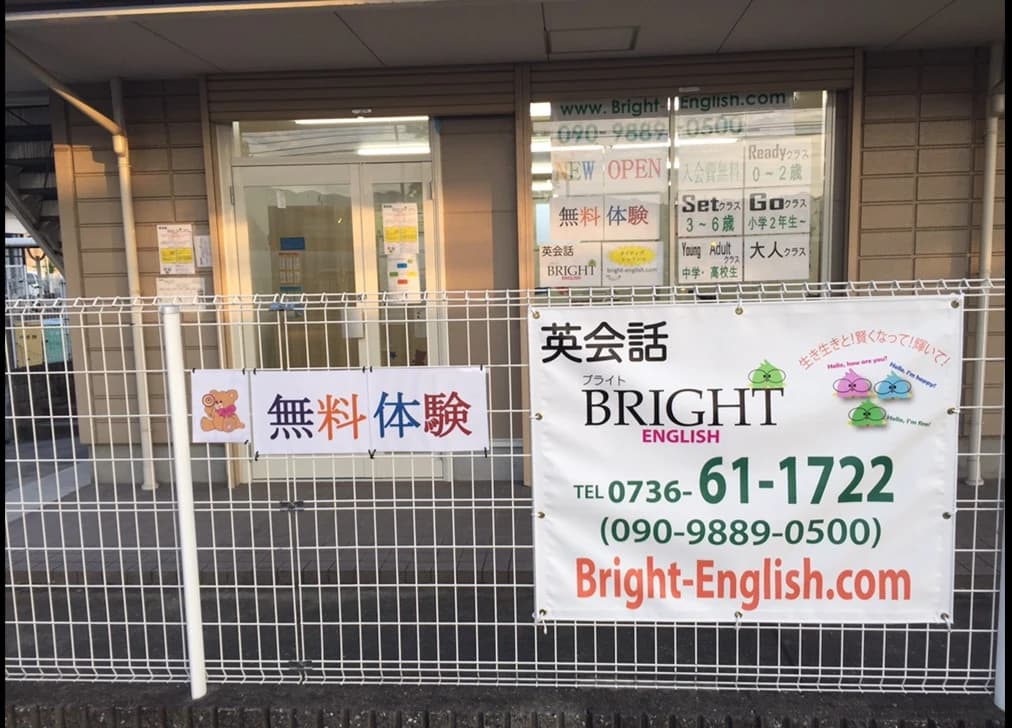 www. Bright-English.com
090-9889-0500
NEW OPEN
入会費無料
Readyクラス
0～2歳
無料体験
Setクラス
3～6歳
Goクラス
小学2年生～
英会話
BRIGHT
ENGLISH
bright-english.com
Young Adult
クラス
中学・高校生
大人クラス
無料体験
英会話
ブライト
BRIGHT
ENGLISH
生き生きと!賢くなって!輝いて!
Hello, how are you?
Hello, I'm happy!
Hello, I'm fine!
TEL 0736-61-1722
(090-9889-0500)
Bright-English.com